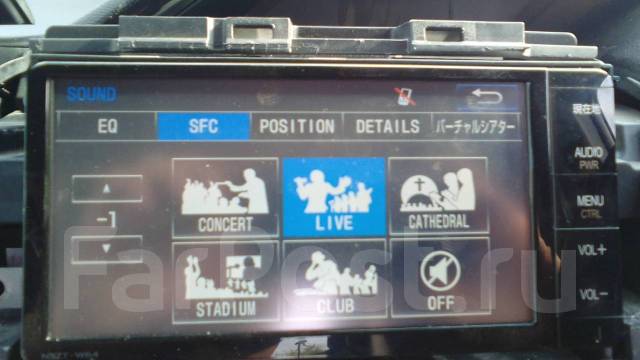 SOUND
EQ SFC POSITION DETAILS バーチャルシアター
-1
CONCERT LIVE CATHEDRAL
STADIUM CLUB OFF
現在地
AUDIO
PWR
MENU
CTRL
VOL+
VOL-
FarPost.ru